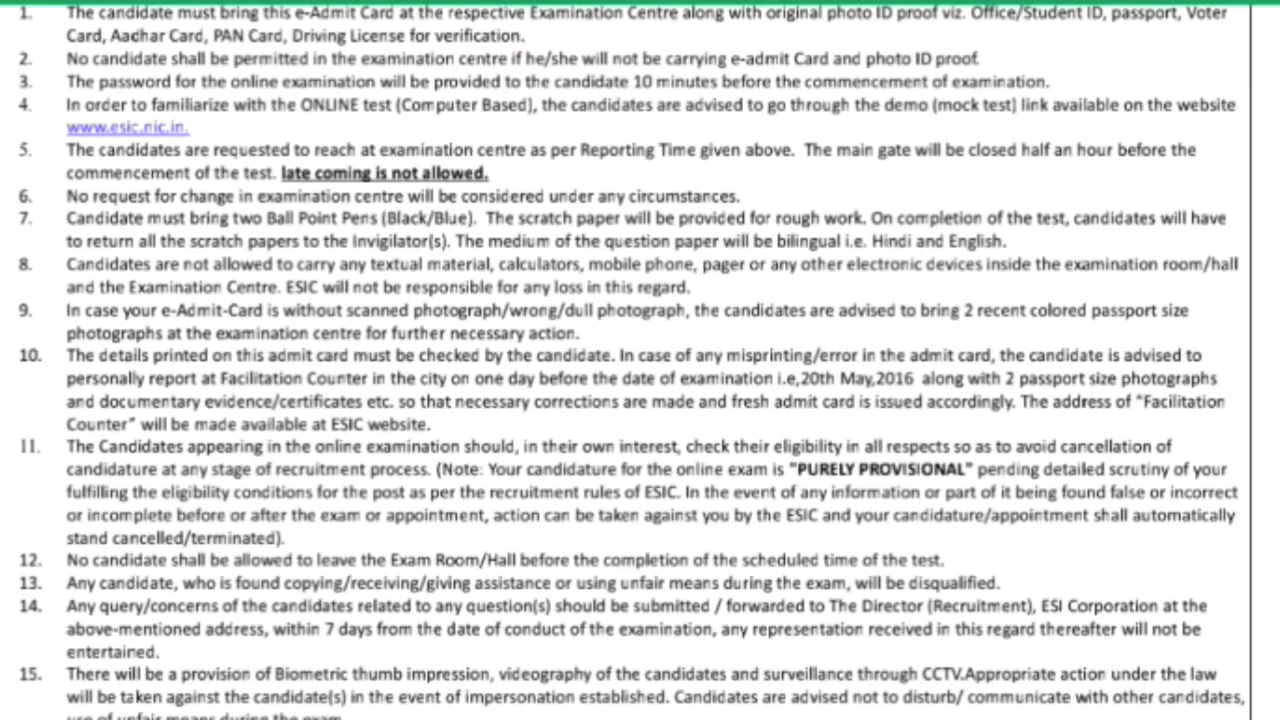 1. The candidate must bring this e-Admit Card at the respective Examination Centre along with original photo ID proof viz. Office/Student ID, passport, Voter
Card, Aadhar Card, PAN Card, Driving License for verification.
2. No candidate shall be permitted in the examination centre if he/she will not be carrying e-admit Card and photo ID proof.
3. The password for the online examination will be provided to the candidate 10 minutes before the commencement of examination.
4. In order to familiarize with the ONLINE test (Computer Based), the candidates are advised to go through the demo (mock test) link available on the website
www.esic.nic.in.
5. The candidates are requested to reach at examination centre as per Reporting Time given above. The main gate will be closed half an hour before the
commencement of the test. late coming is not allowed.
6. No request for change in examination centre will be considered under any circumstances.
7. Candidate must bring two Ball Point Pens (Black/Blue). The scratch paper will be provided for rough work. On completion of the test, candidates will have
to return all the scratch papers to the Invigilator(s). The medium of the question paper will be bilingual i.e. Hindi and English.
8. Candidates are not allowed to carry any textual material, calculators, mobile phone, pager or any other electronic devices inside the examination room/hall
and the Examination Centre. ESIC will not be responsible for any loss in this regard.
9. In case your e-Admit-Card is without scanned photograph/wrong/dull photograph, the candidates are advised to bring 2 recent colored passport size
photographs at the examination centre for further necessary action.
10. The details printed on this admit card must be checked by the candidate. In case of any misprinting/error in the admit card, the candidate is advised to
personally report at Facilitation Counter in the city on one day before the date of examination i.e,20th May,2016 along with 2 passport size photographs
and documentary evidence/certificates etc. so that necessary corrections are made and fresh admit card is issued accordingly. The address of "Facilitation
Counter" will be made available at ESIC website.
11. The Candidates appearing in the online examination should, in their own interest, check their eligibility in all respects so as to avoid cancellation of
candidature at any stage of recruitment process. (Note: Your candidature for the online exam is "PURELY PROVISIONAL" pending detailed scrutiny of your
fulfilling the eligibility conditions for the post as per the recruitment rules of ESIC. In the event of any information or part of it being found false or incorrect
or incomplete before or after the exam or appointment, action can be taken against you by the ESIC and your candidature/appointment shall automatically
stand cancelled/terminated).
12. No candidate shall be allowed to leave the Exam Room/Hall before the completion of the scheduled time of the test.
13. Any candidate, who is found copying/receiving/giving assistance or using unfair means during the exam, will be disqualified.
14. Any query/concerns of the candidates related to any question(s) should be submitted / forwarded to The Director (Recruitment), ESI Corporation at the
above-mentioned address, within 7 days from the date of conduct of the examination, any representation received in this regard thereafter will not be
entertained.
15. There will be a provision of Biometric thumb impression, videography of the candidates and surveillance through CCTV.Appropriate action under the law
will be taken against the candidate(s) in the event of impersonation established. Candidates are advised not to disturb/ communicate with other candidates,
use of unfair means during the exam.